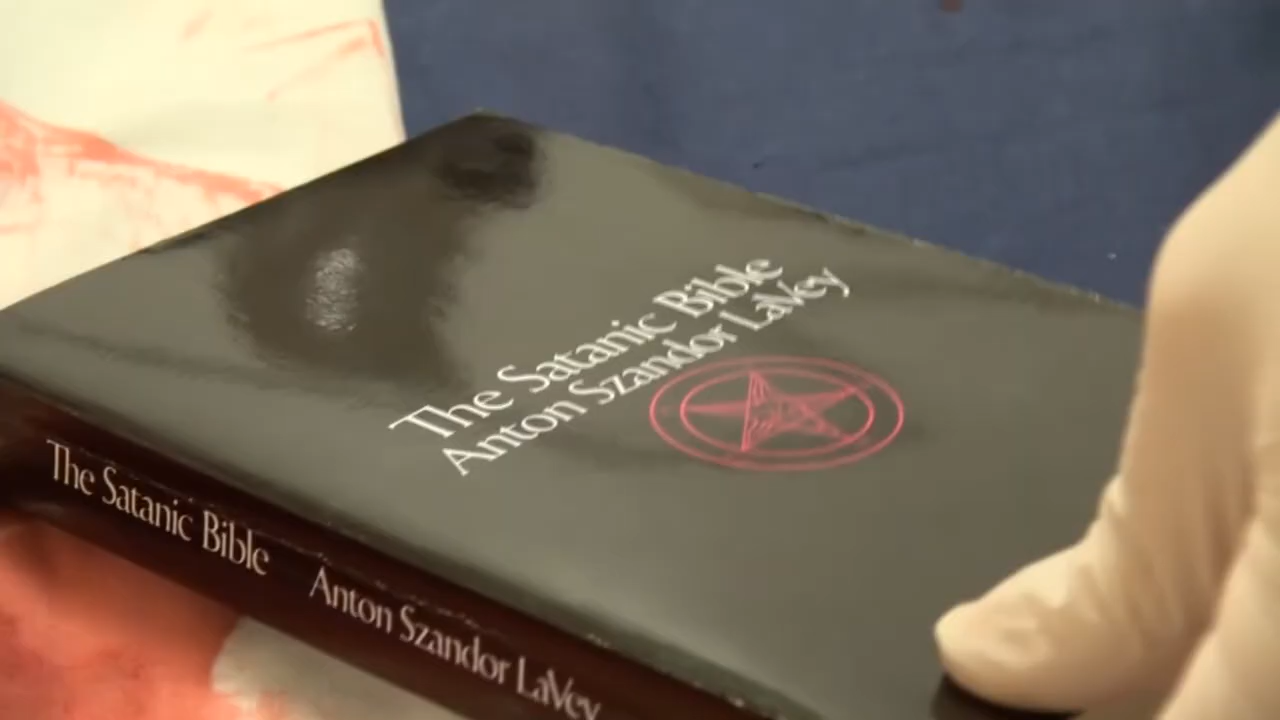 The Satanic Bible
Anton Szandor LaVey
The Satanic Bible Anton Szandor LaVey